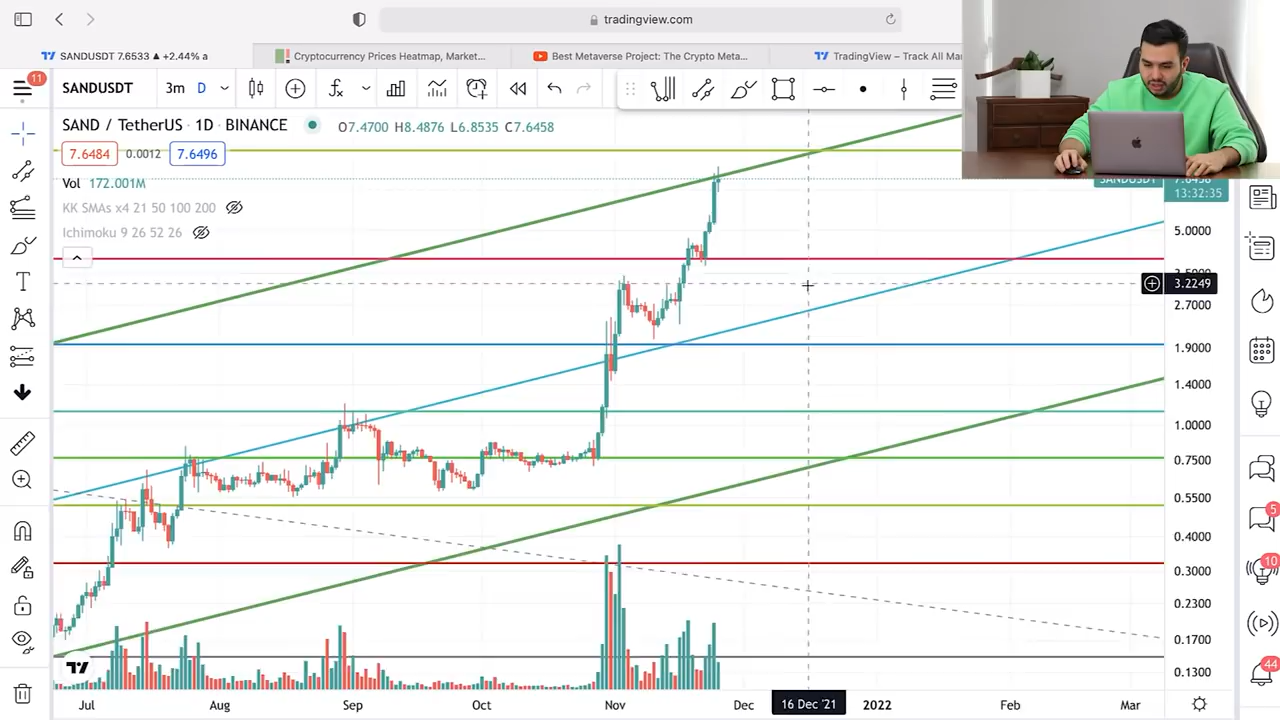 tradingview.com
SANDUSDT 7.6533 ▲ +2.44% a
Cryptocurrency Prices Heatmap, Market...
Best Metaverse Project: The Crypto Meta...
TradingView – Track All Mar
11
SANDUSDT 3m D
SAND / TetherUS · 1D · BINANCE O7.4700 H8.4876 L6.8535 C7.6458
7.6484 0.0012 7.6496
Vol 172.001M
KK SMAs x4 21 50 100 200
Ichimoku 9 26 52 26
13:32:35
5.0000
3.2249
2.7000
1.9000
1.4000
1.0000
0.7500
0.5500
0.4000
0.3000
0.2300
0.1700
0.1300
5
10
44
Jul Aug Sep Oct Nov Dec 16 Dec '21 2022 Feb Mar